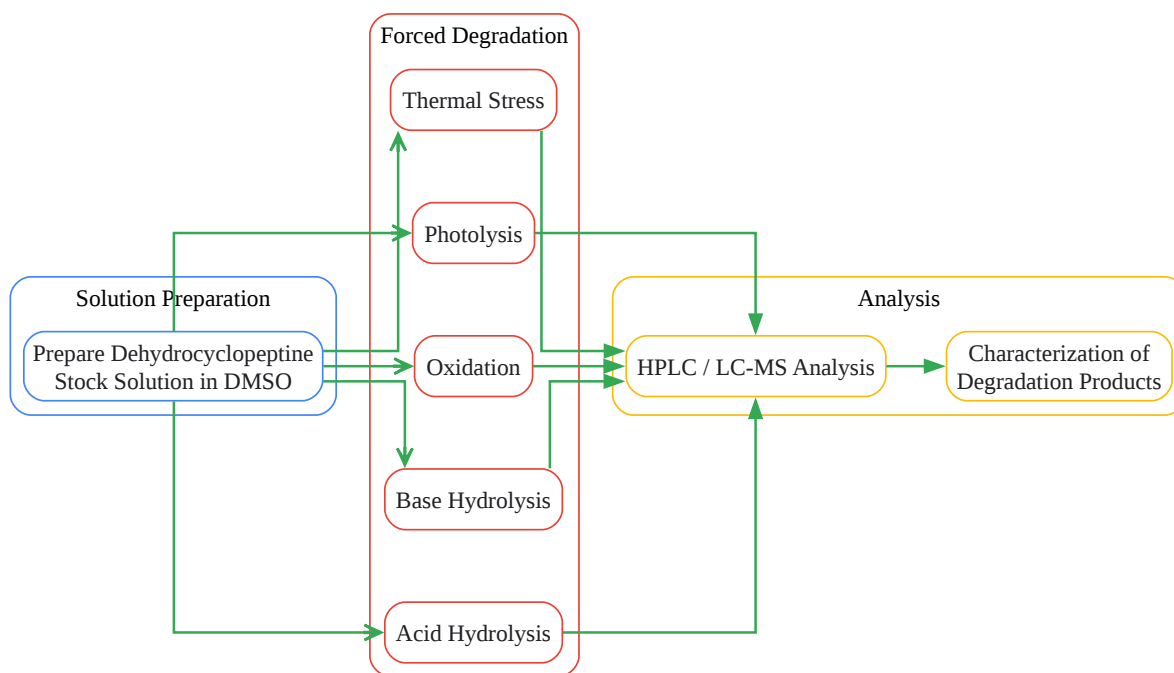 Forced Degradation
Thermal Stress
Photolysis
Solution Preparation
Prepare Dehydrocyclopeptine
Stock Solution in DMSO
Oxidation
Base Hydrolysis
Acid Hydrolysis
Analysis
HPLC / LC-MS Analysis
Characterization of
Degradation Products